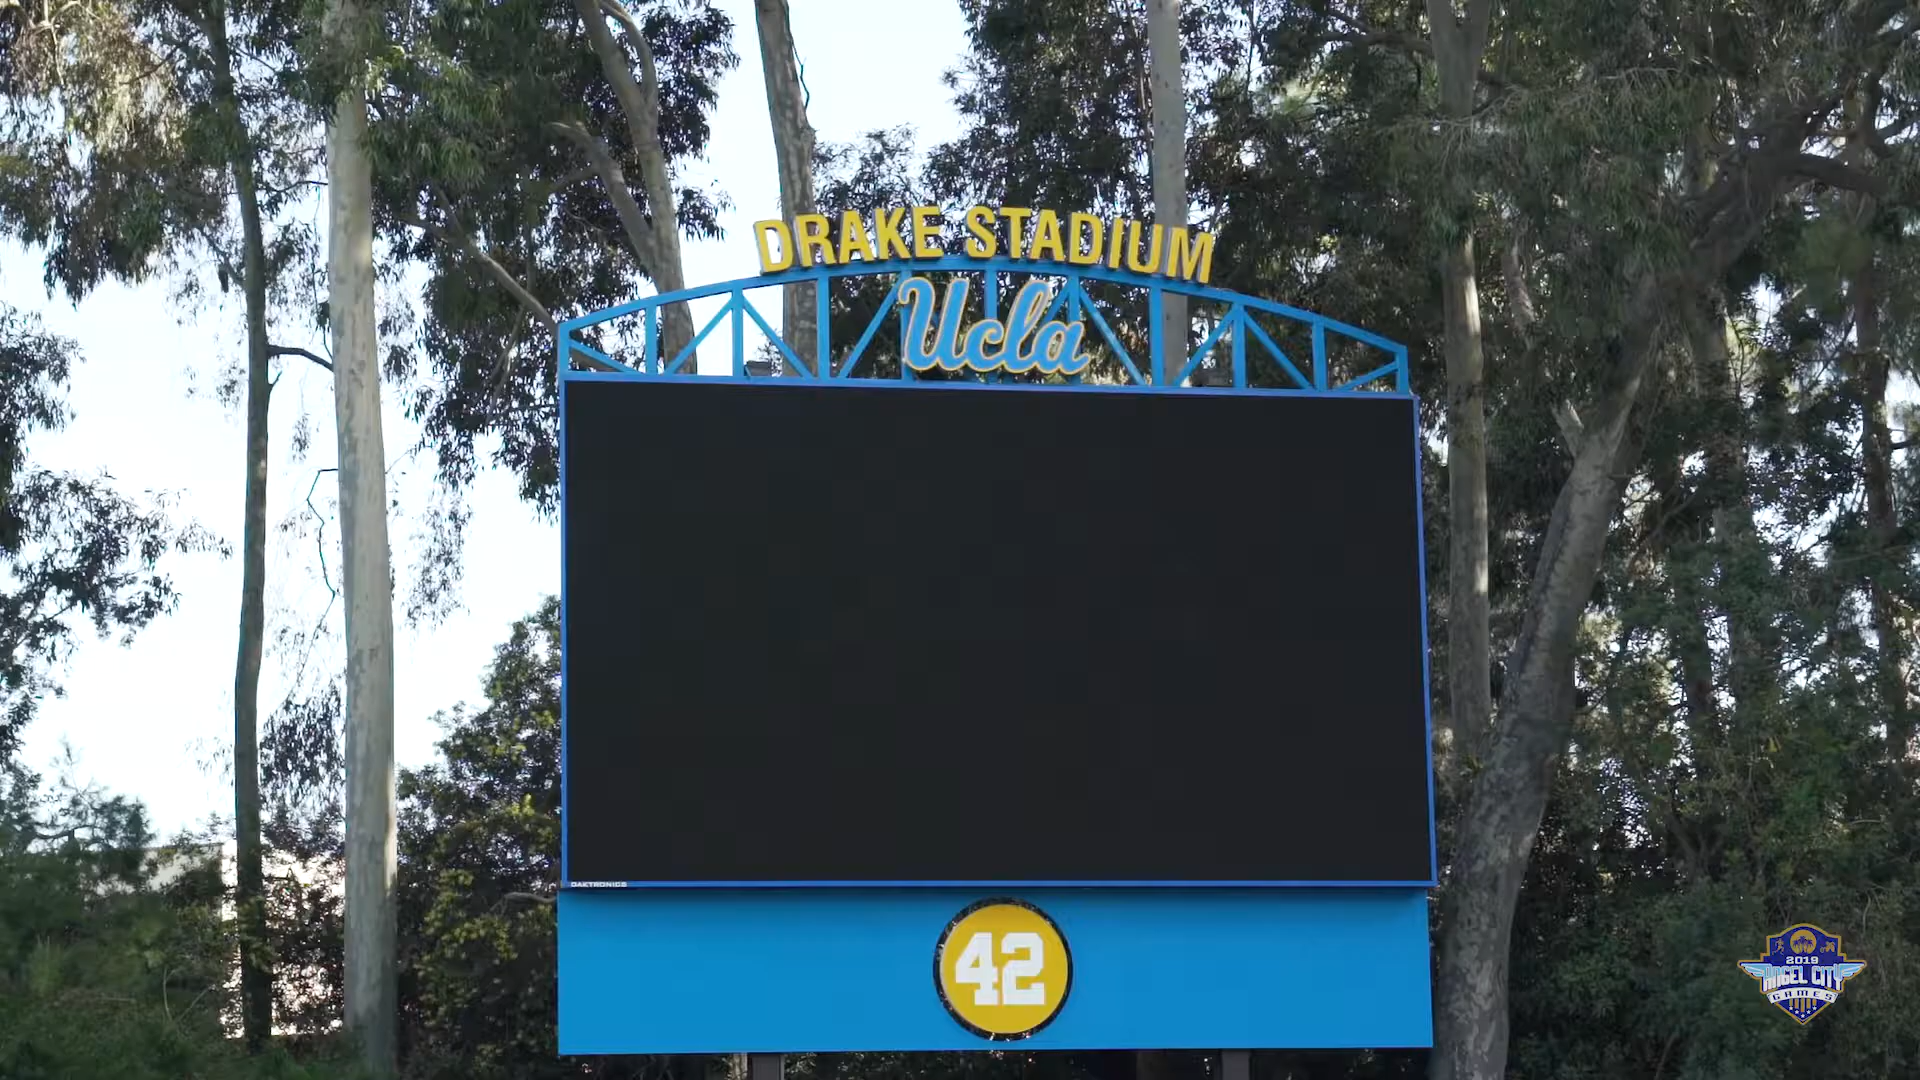 DRAKE STADIUM
Ucla
DAKTRONICS
42
2019
ANGEL CITY
GAMES